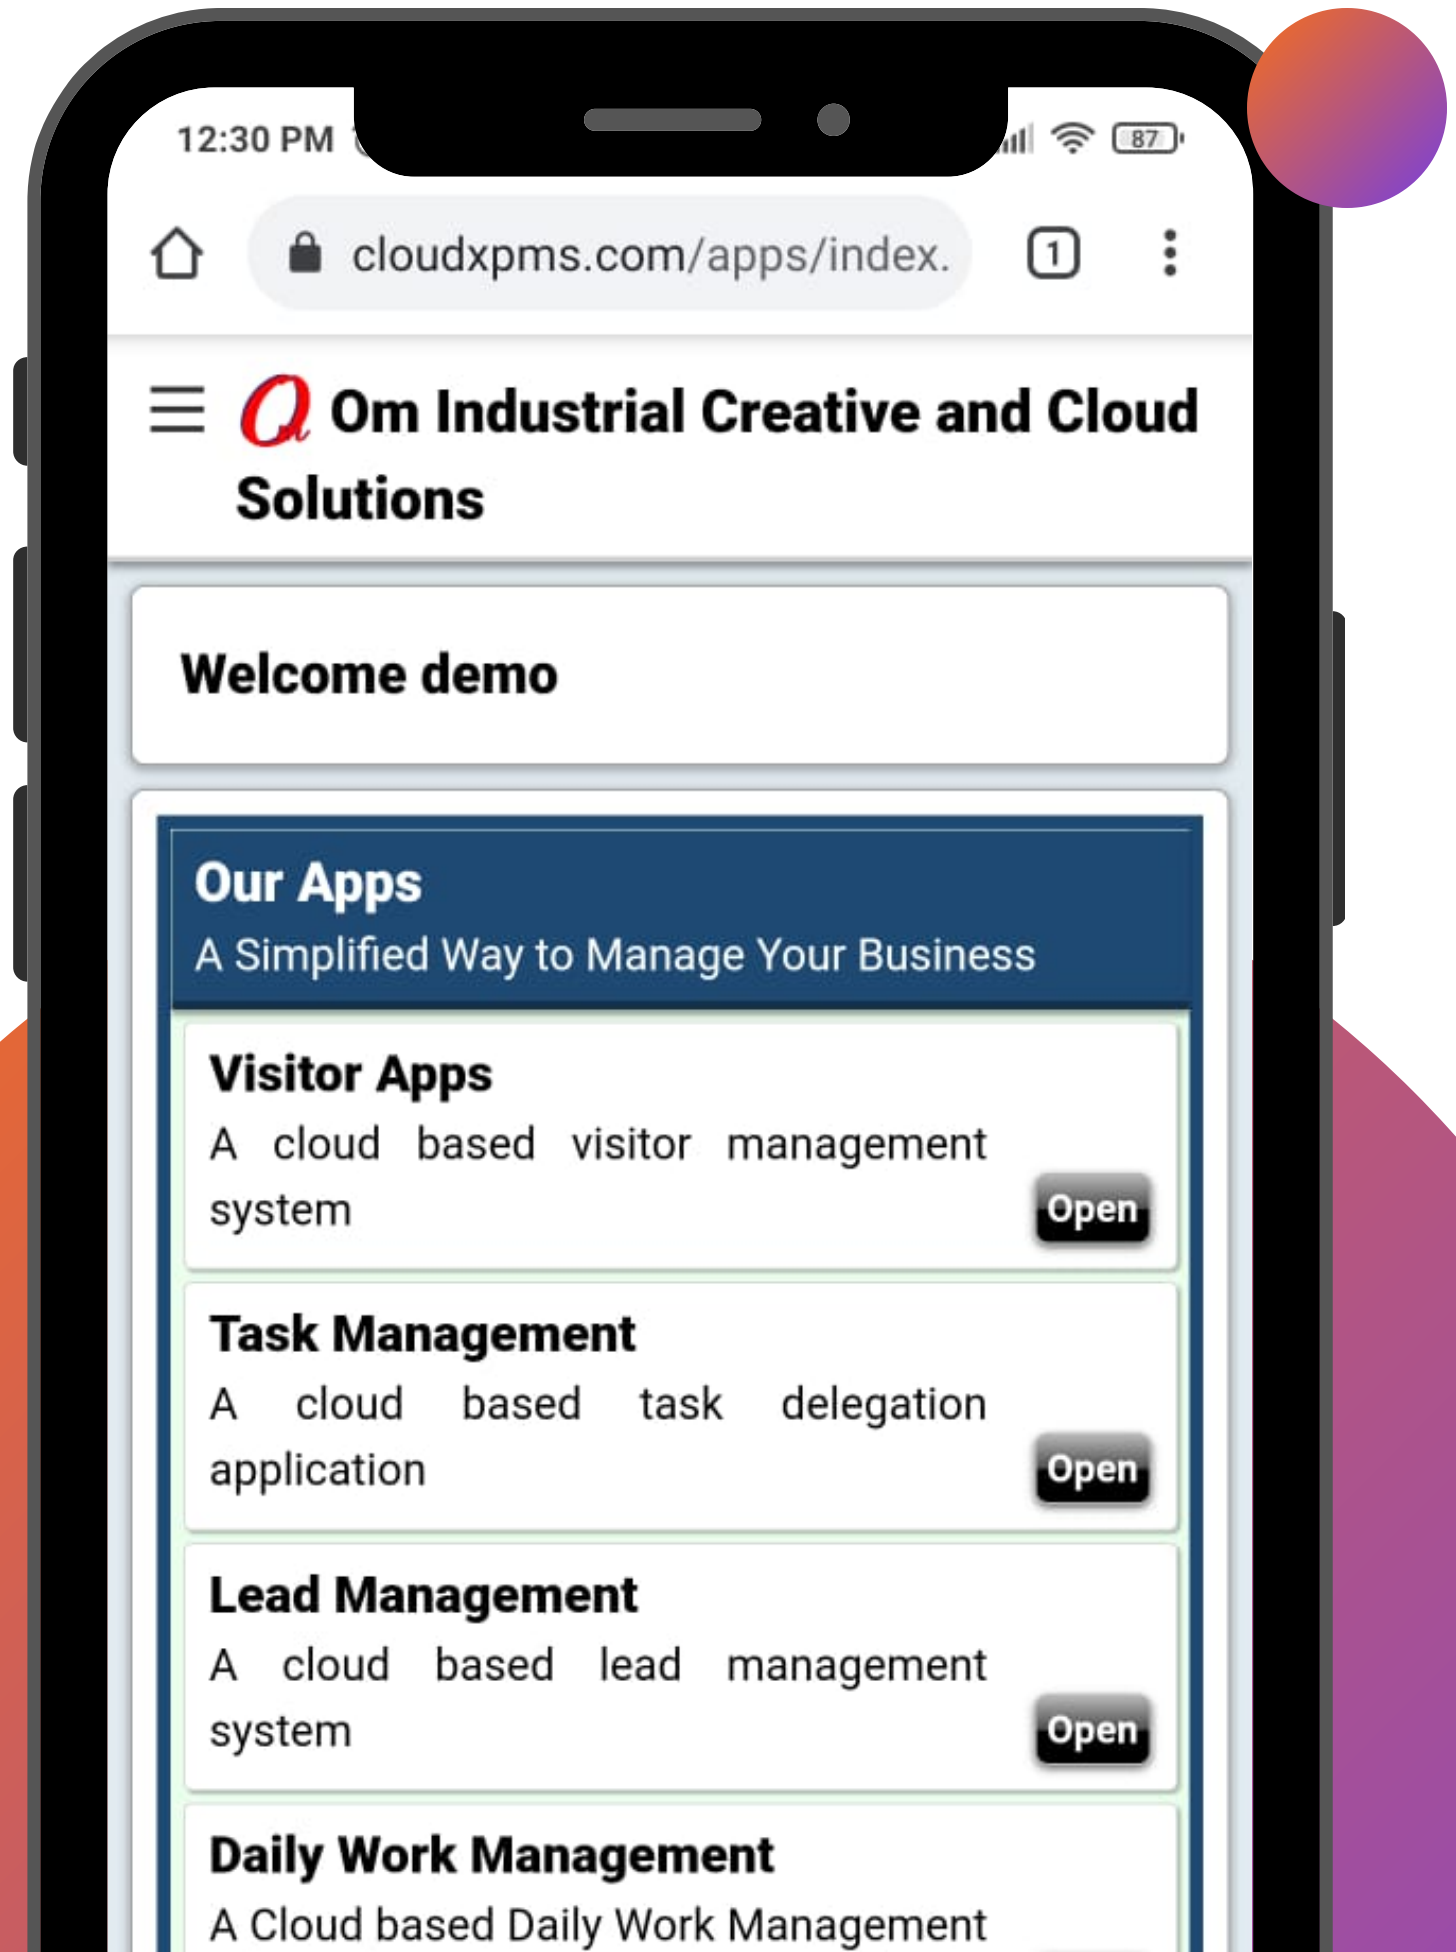 12:30 PM
87
cloudxpms.com/apps/index.
1
Om Industrial Creative and Cloud
Solutions
Welcome demo
Our Apps
A Simplified Way to Manage Your Business
Visitor Apps
A cloud based visitor management
system
Open
Task Management
A cloud based task delegation
application
Open
Lead Management
A cloud based lead management
system
Open
Daily Work Management
A Cloud based Daily Work Management